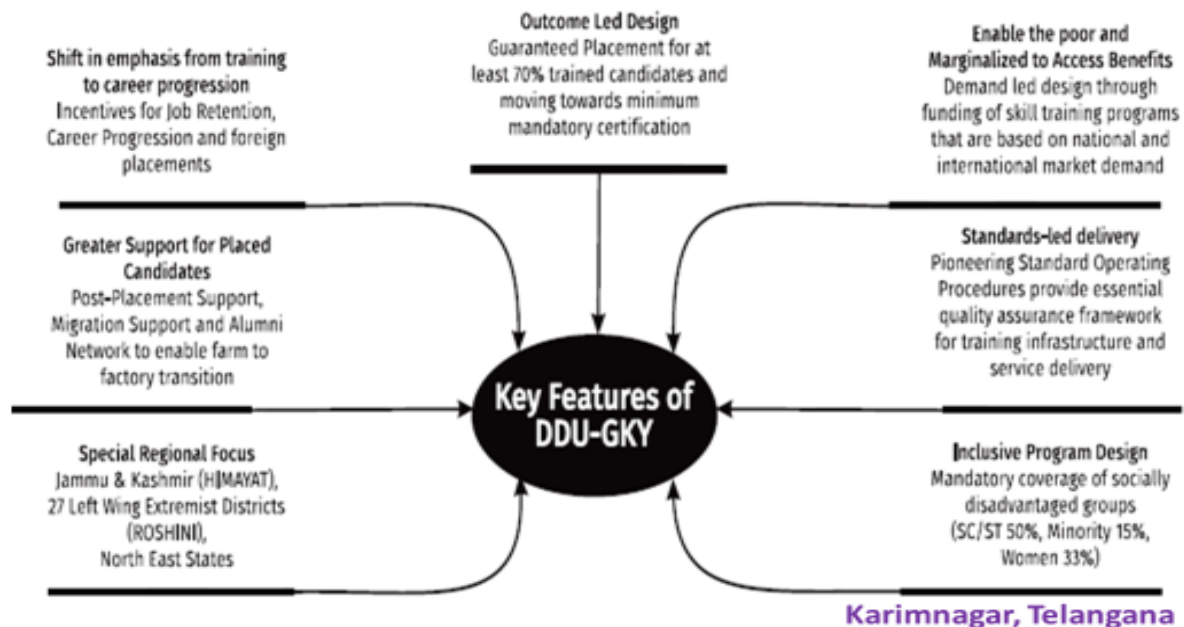 Shift in emphasis from training
to career progression
Incentives for Job Retention,
Career Progression and foreign
placements
Outcome Led Design
Guaranteed Placement for at
least 70% trained candidates and
moving towards minimum
mandatory certification
Enable the poor and
Marginalized to Access Benefits
Demand led design through
funding of skill training programs
that are based on national and
international market demand
Greater Support for Placed
Candidates
Post-Placement Support,
Migration Support and Alumni
Network to enable farm to
factory transition
Standards-led delivery
Pioneering Standard Operating
Procedures provide essential
quality assurance framework
for training infrastructure and
service delivery
Key Features of
DDU-GKY
Special Regional Focus
Jammu & Kashmir (HIMAYAT),
27 Left Wing Extremist Districts
(ROSHINI),
North East States
Inclusive Program Design
Mandatory coverage of socially
disadvantaged groups
(SC/ST 50%, Minority 15%,
Women 33%)
Karimnagar, Telangana